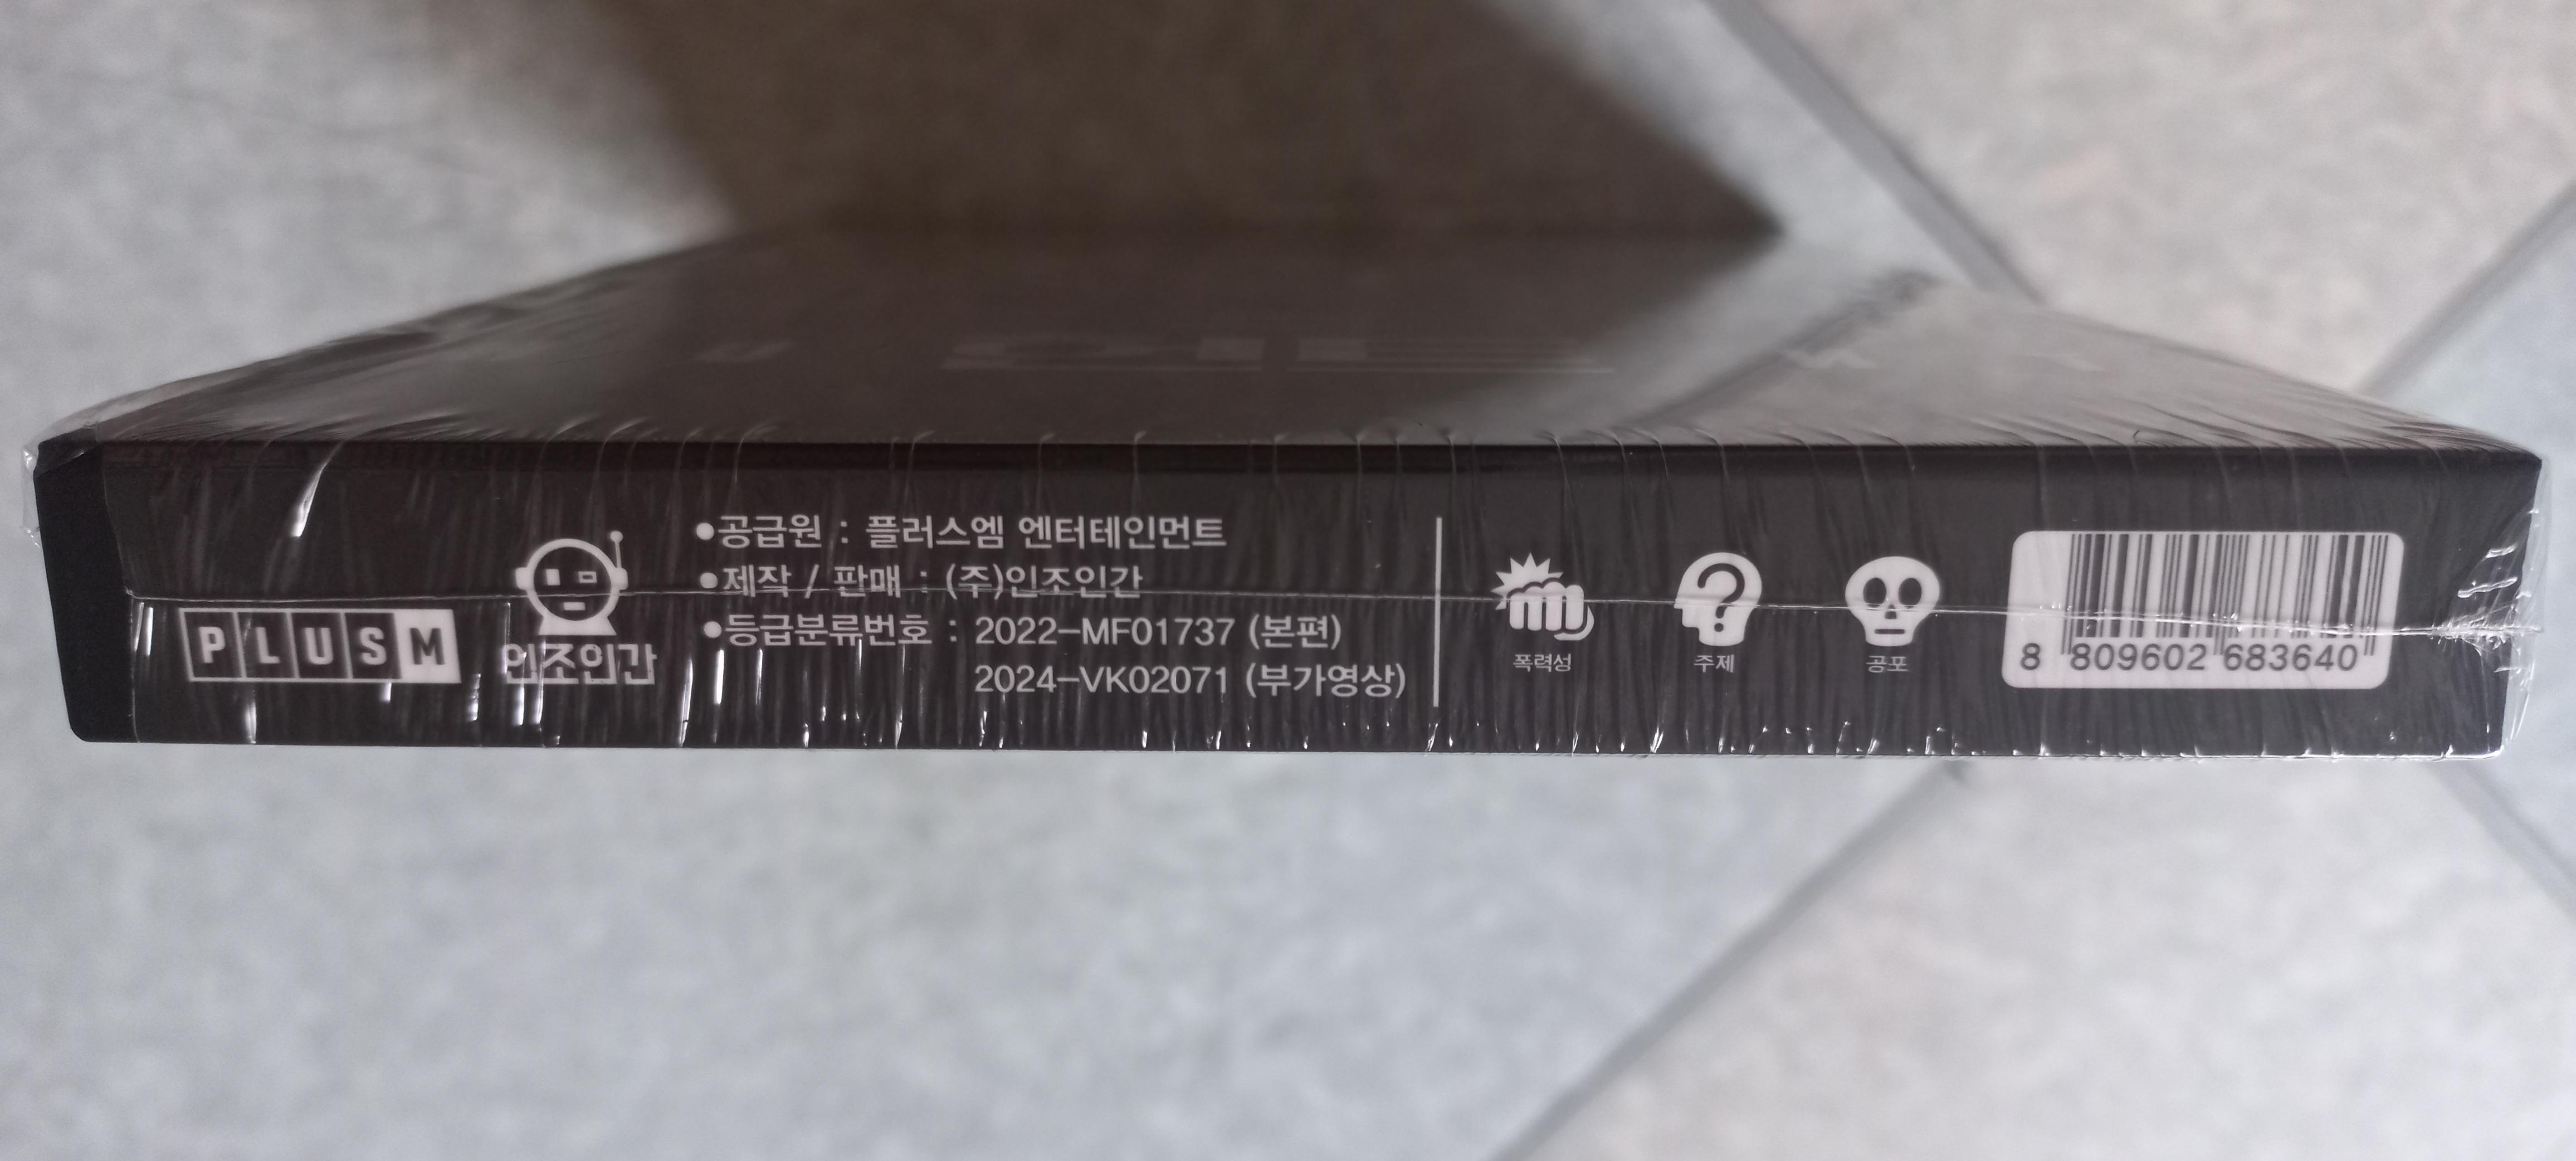 PLUSM
인조인간
•공급원 : 플러스엠 엔터테인먼트
•제작 / 판매 : (주)인조인간
•등급분류번호 : 2022-MF01737 (본편)
2024-VK02071 (부가영상)
폭력성
주제
공포
8 809602 683640